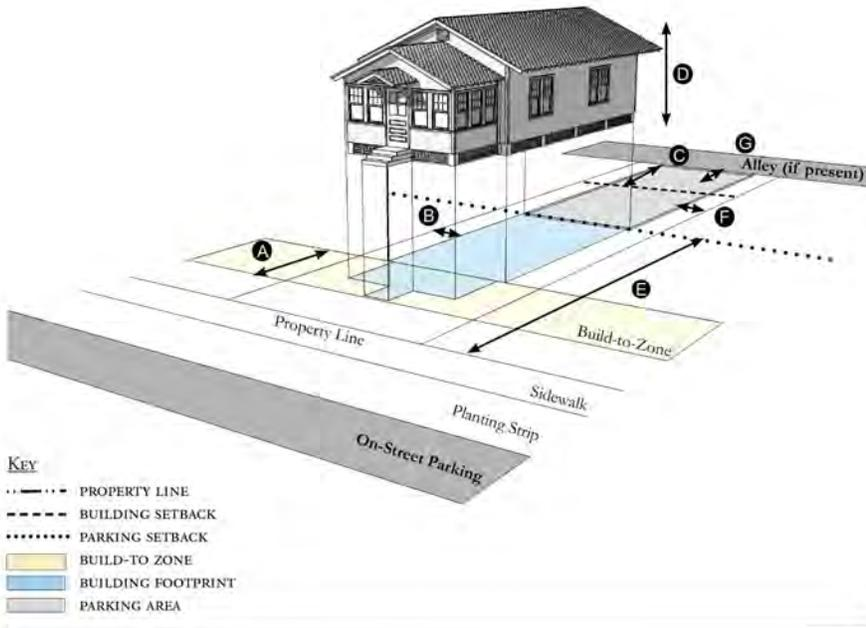 D
G
Alley (if present)
C
B
F
A
E
Property Line
Build-to-Zone
Sidewalk
Planting Strip
On-Street Parking
KEY
PROPERTY LINE
BUILDING SETBACK
PARKING SETBACK
BUILD-TO ZONE
BUILDING FOOTPRINT
PARKING AREA